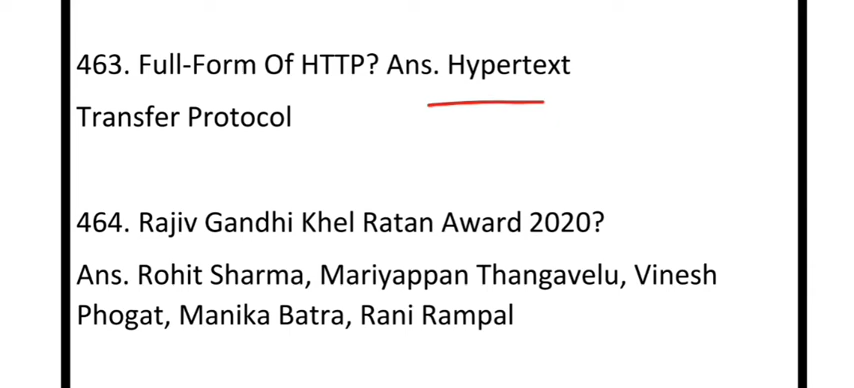 463. Full-Form Of HTTP? Ans. Hypertext
Transfer Protocol
464. Rajiv Gandhi Khel Ratan Award 2020?
Ans. Rohit Sharma, Mariyappan Thangavelu, Vinesh
Phogat, Manika Batra, Rani Rampal